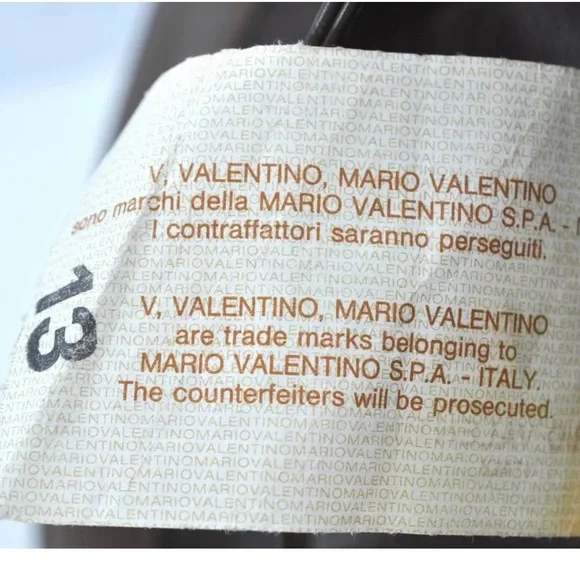 V, VALENTINO, MARIO VALENTINO
sono marchi della MARIO VALENTINO S.P.A. - I
I contraffattori saranno perseguiti.
V, VALENTINO, MARIO VALENTINO
are trade marks belonging to
MARIO VALENTINO S.P.A. - ITALY.
The counterfeiters will be prosecuted.
13